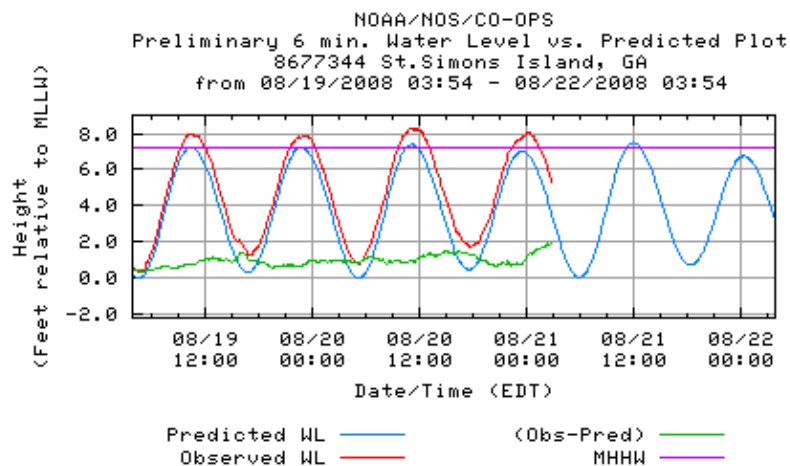 NOAA/NOS/CO-OPS
Preliminary 6 min. Water Level vs. Predicted Plot
8677344 St.Simons Island, GA
from 08/19/2008 03:54 - 08/22/2008 03:54
Height
(Feet relative to MLLW)
8.0
6.0
4.0
2.0
0.0
-2.0
08/19 08/20 08/20 08/21 08/21 08/22
12:00 00:00 12:00 00:00 12:00 00:00
Date/Time (EDT)
Predicted WL (Obs-Pred)
Observed WL MHHW